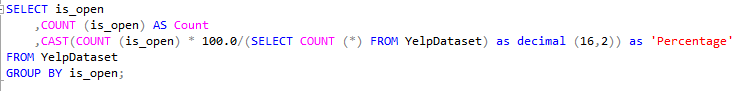 SELECT is_open
,COUNT (is_open) AS Count
,CAST(COUNT (is_open) * 100.0/(SELECT COUNT (*) FROM YelpDataset) as decimal (16,2)) as 'Percentage'
FROM YelpDataset
GROUP BY is_open;